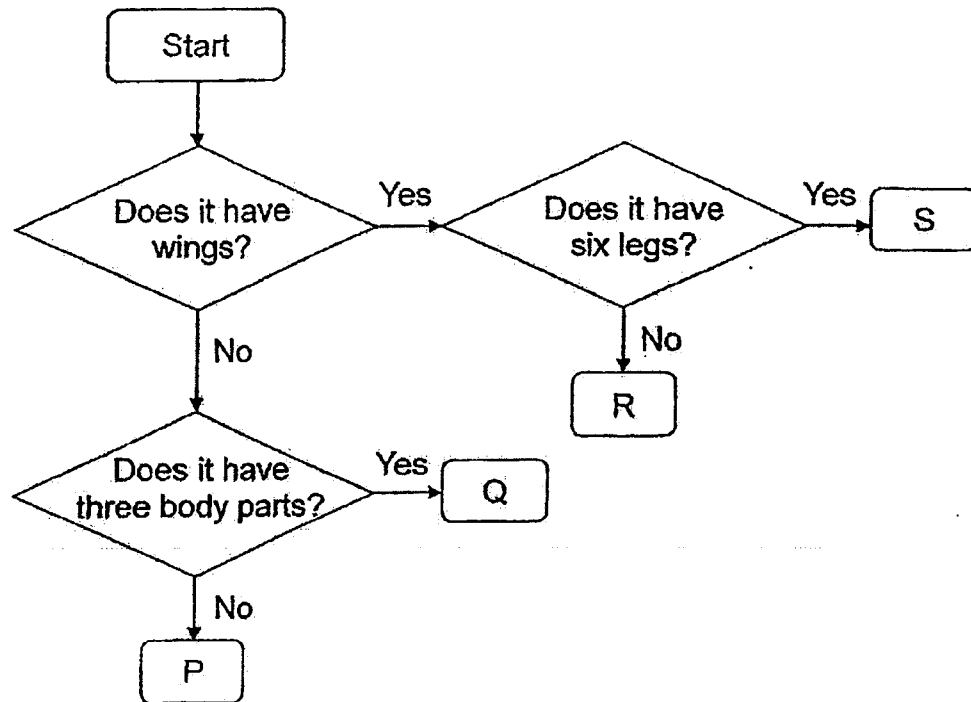 Start
Does it have
wings?
Yes
Does it have
six legs?
Yes
S
No
R
No
Does it have
three body parts?
Yes
Q
No
P